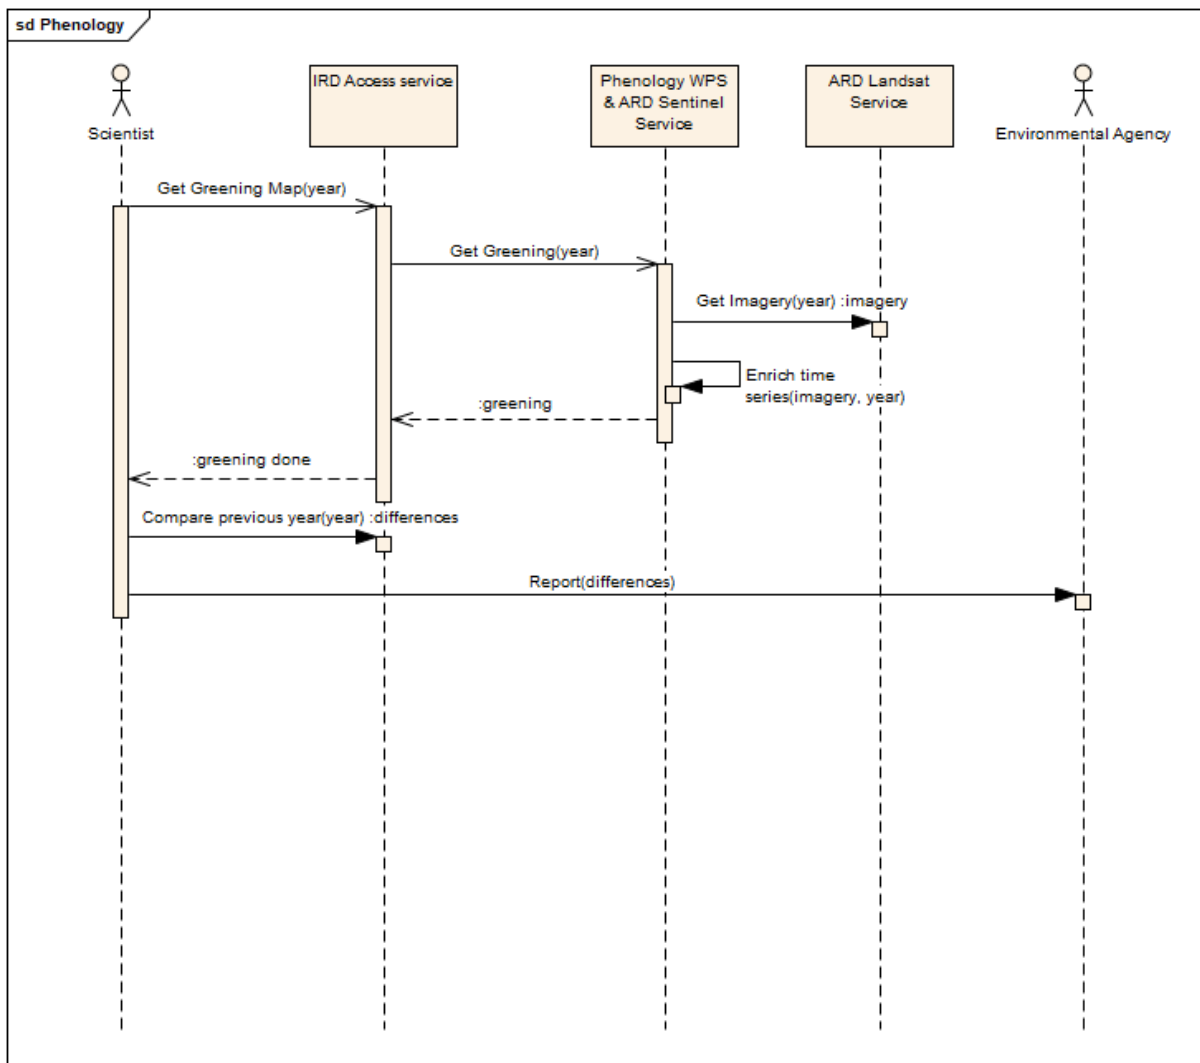 sd Phenology
Scientist
IRD Access service
Phenology WPS
& ARD Sentinel
Service
ARD Landsat
Service
Environmental Agency
Get Greening Map(year)
Get Greening(year)
Get Imagery(year) :imagery
Enrich time
series(imagery, year)
:greening
:greening done
Compare previous year(year) :differences
Report(differences)